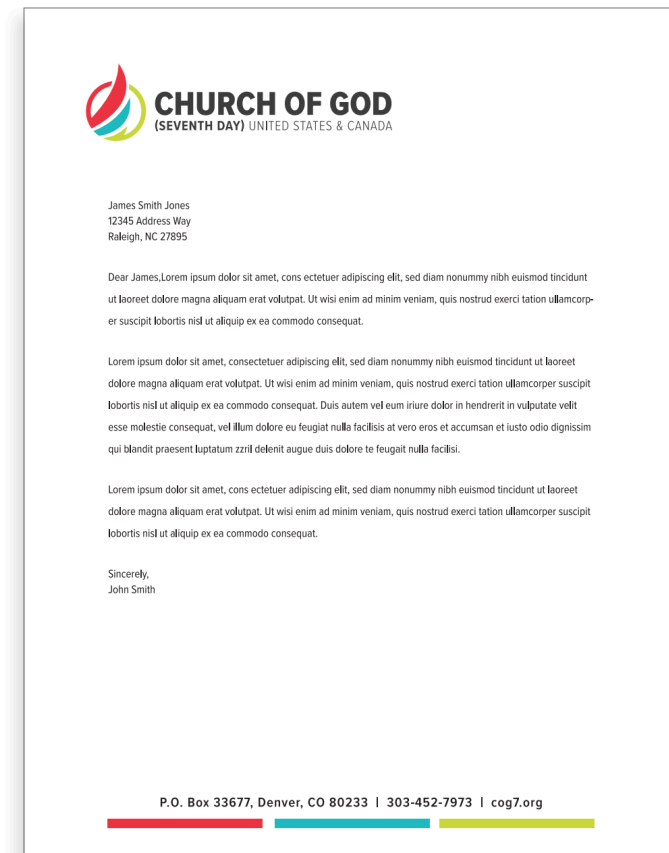 CHURCH OF GOD
(SEVENTH DAY) UNITED STATES & CANADA
James Smith Jones
12345 Address Way
Raleigh, NC 27895
Dear James,Lorem ipsum dolor sit amet, cons ectetuer adipiscing elit, sed diam nonummy nibh euismod tincidunt
ut laoreet dolore magna aliquam erat volutpat. Ut wisi enim ad minim veniam, quis nostrud exerci tation ullamcorp-
er suscipit lobortis nisl ut aliquip ex ea commodo consequat.
Lorem ipsum dolor sit amet, consectetuer adipiscing elit, sed diam nonummy nibh euismod tincidunt ut laoreet
dolore magna aliquam erat volutpat. Ut wisi enim ad minim veniam, quis nostrud exerci tation ullamcorper suscipit
lobortis nisl ut aliquip ex ea commodo consequat. Duis autem vel eum iriure dolor in hendrerit in vulputate velit
esse molestie consequat, vel illum dolore eu feugiat nulla facilisis at vero eros et accumsan et iusto odio dignissim
qui blandit praesent luptatum zzril delenit augue duis dolore te feugait nulla facilisi.
Lorem ipsum dolor sit amet, cons ectetuer adipiscing elit, sed diam nonummy nibh euismod tincidunt ut laoreet
dolore magna aliquam erat volutpat. Ut wisi enim ad minim veniam, quis nostrud exerci tation ullamcorper suscipit
lobortis nisl ut aliquip ex ea commodo consequat.
Sincerely,
John Smith
P.O. Box 33677, Denver, CO 80233 | 303-452-7973 | cog7.org